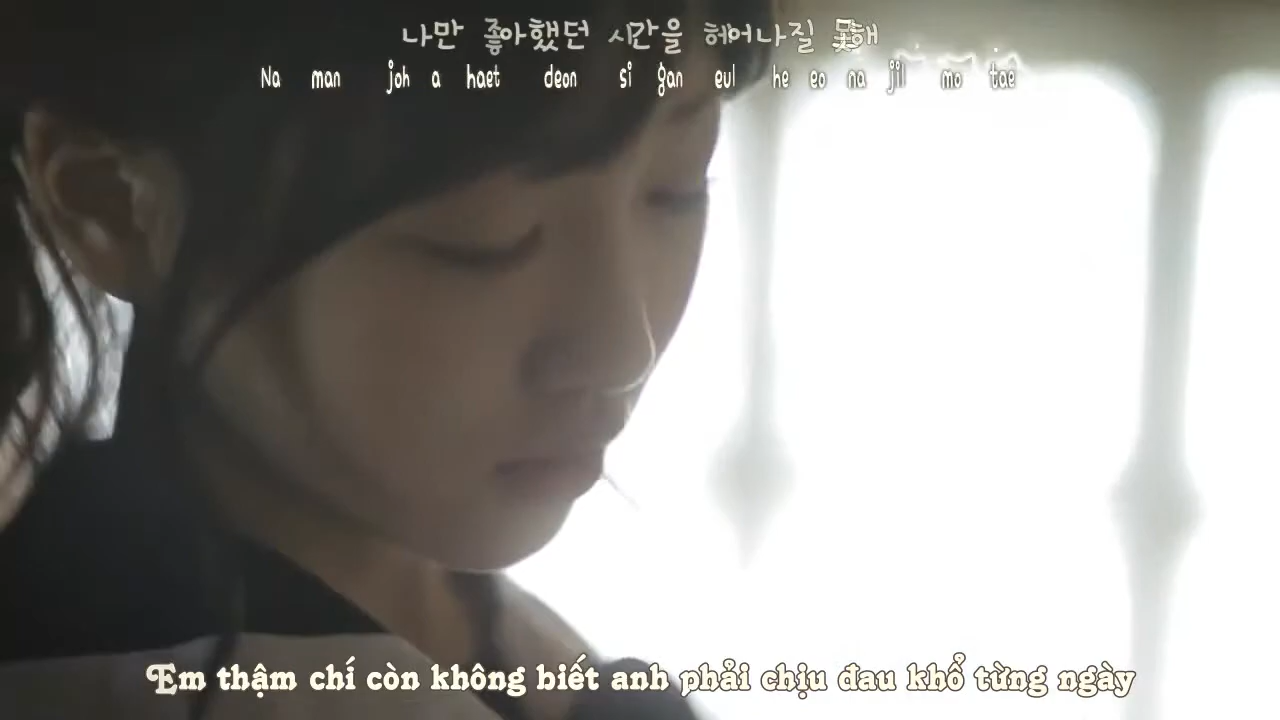 나만 좋아했던 시간을 헤어나질 못해
Na man joh a haet deon si gan eul he eo na jil mo tae
Em thậm chí còn không biết anh phải chịu đau khổ từng ngày